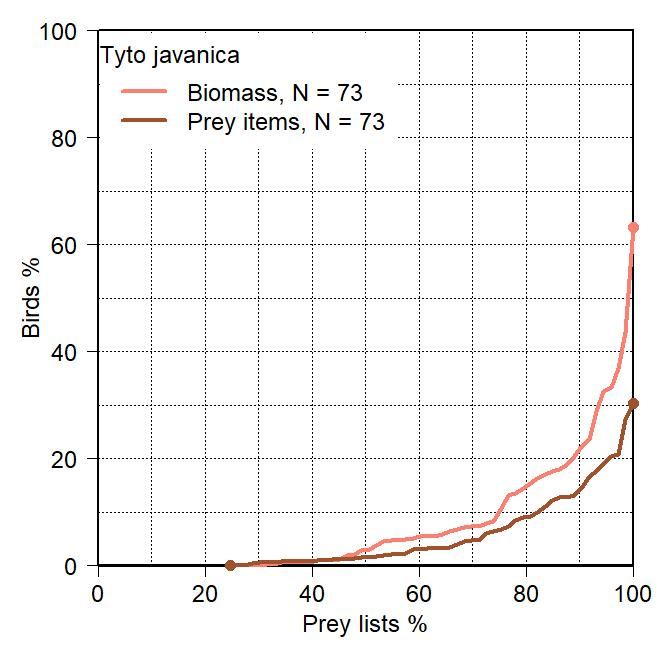 Tyto javanica
Biomass, N = 73
Prey items, N = 73
100
80
60
40
20
0
Birds %
0 20 40 60 80 100
Prey lists %